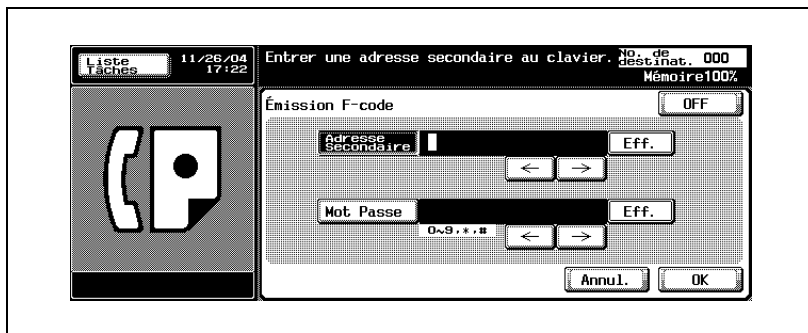 Liste
Tâches
11/26/04
17:22
Entrer une adresse secondaire au clavier.
No. de
destinat. 000
Mémoire100%
Émission F-code
OFF
Adresse
Secondaire
Eff.
← →
Mot Passe
Eff.
0~9,*,#
← →
Annul.
OK